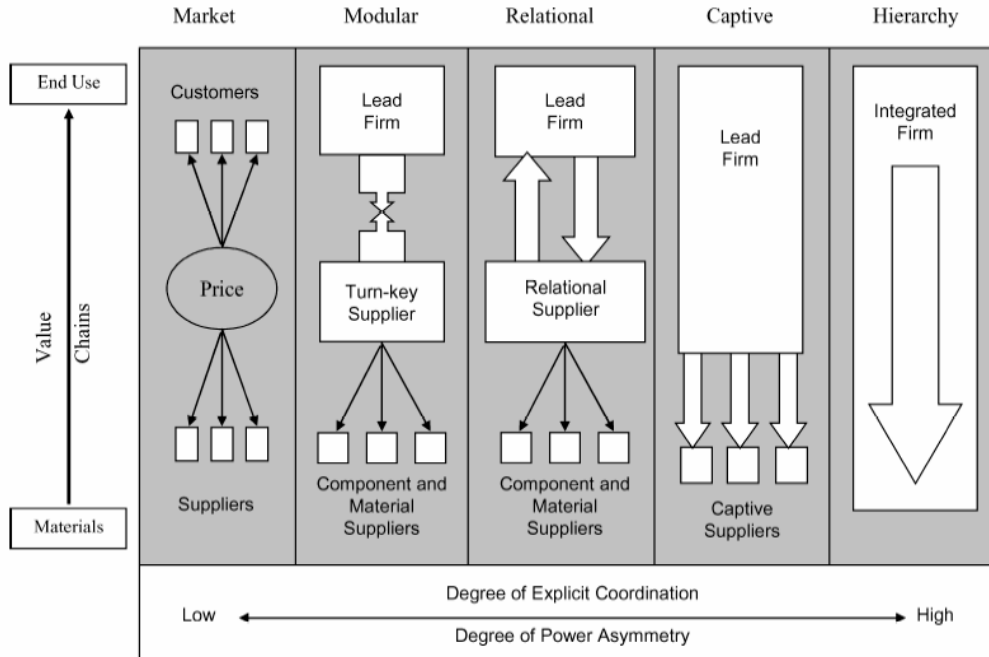 Market
Modular
Relational
Captive
Hierarchy
End Use
Value
Chains
Materials
Customers
Price
Suppliers
Lead
Firm
Turn-key
Supplier
Component and
Material
Suppliers
Lead
Firm
Relational
Supplier
Component and
Material
Suppliers
Lead
Firm
Captive
Suppliers
Integrated
Firm
Degree of Explicit Coordination
Low
High
Degree of Power Asymmetry